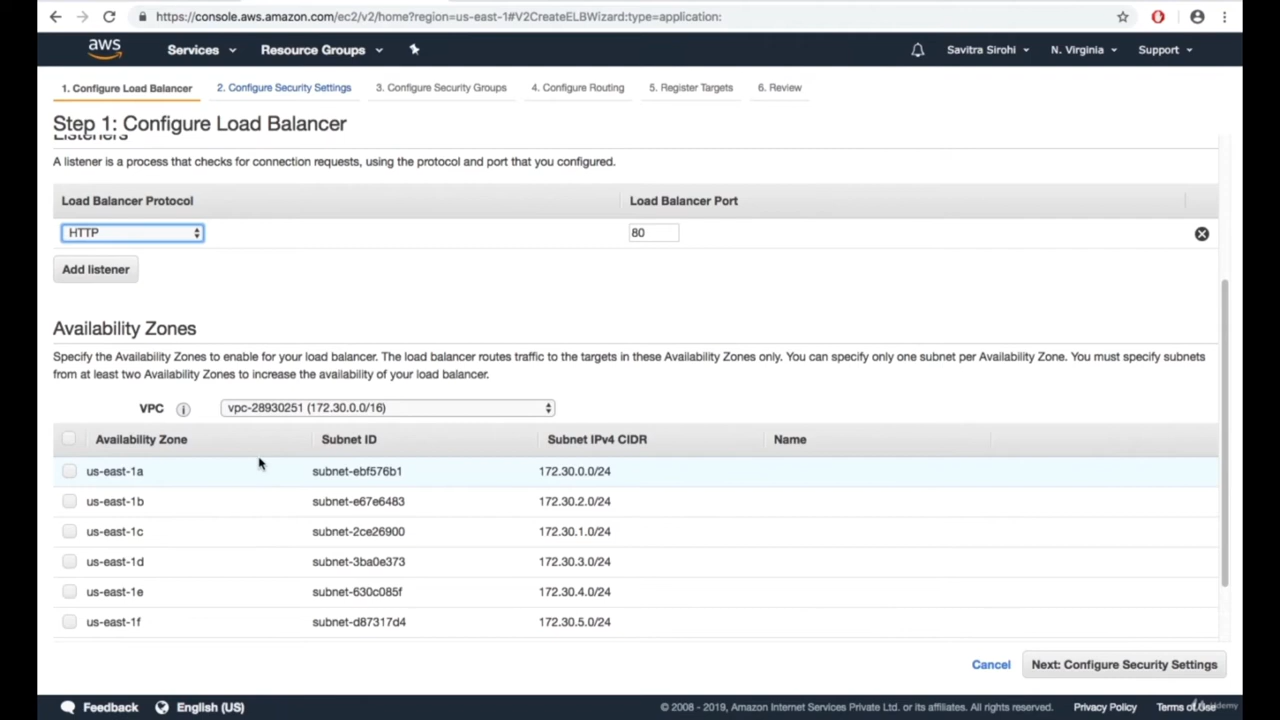 https://console.aws.amazon.com/ec2/v2/home?region=us-east-1#V2CreateELBWizard:type=application:
aws Services Resource Groups Savitra Sirohi N. Virginia Support
1. Configure Load Balancer 2. Configure Security Settings 3. Configure Security Groups 4. Configure Routing 5. Register Targets 6. Review
Step 1: Configure Load Balancer
Listeners
A listener is a process that checks for connection requests, using the protocol and port that you configured.
Load Balancer Protocol Load Balancer Port
HTTP 80
Add listener
Availability Zones
Specify the Availability Zones to enable for your load balancer. The load balancer routes traffic to the targets in these Availability Zones only. You can specify only one subnet per Availability Zone. You must specify subnets
from at least two Availability Zones to increase the availability of your load balancer.
VPC i vpc-28930251 (172.30.0.0/16)
Availability Zone Subnet ID Subnet IPv4 CIDR Name
us-east-1a subnet-ebf576b1 172.30.0.0/24
us-east-1b subnet-e67e6483 172.30.2.0/24
us-east-1c subnet-2ce26900 172.30.1.0/24
us-east-1d subnet-3ba0e373 172.30.3.0/24
us-east-1e subnet-630c085f 172.30.4.0/24
us-east-1f subnet-d87317d4 172.30.5.0/24
Cancel Next: Configure Security Settings
Feedback English (US) © 2008 - 2019, Amazon Internet Services Private Ltd. or its affiliates. All rights reserved. Privacy Policy Terms of Use